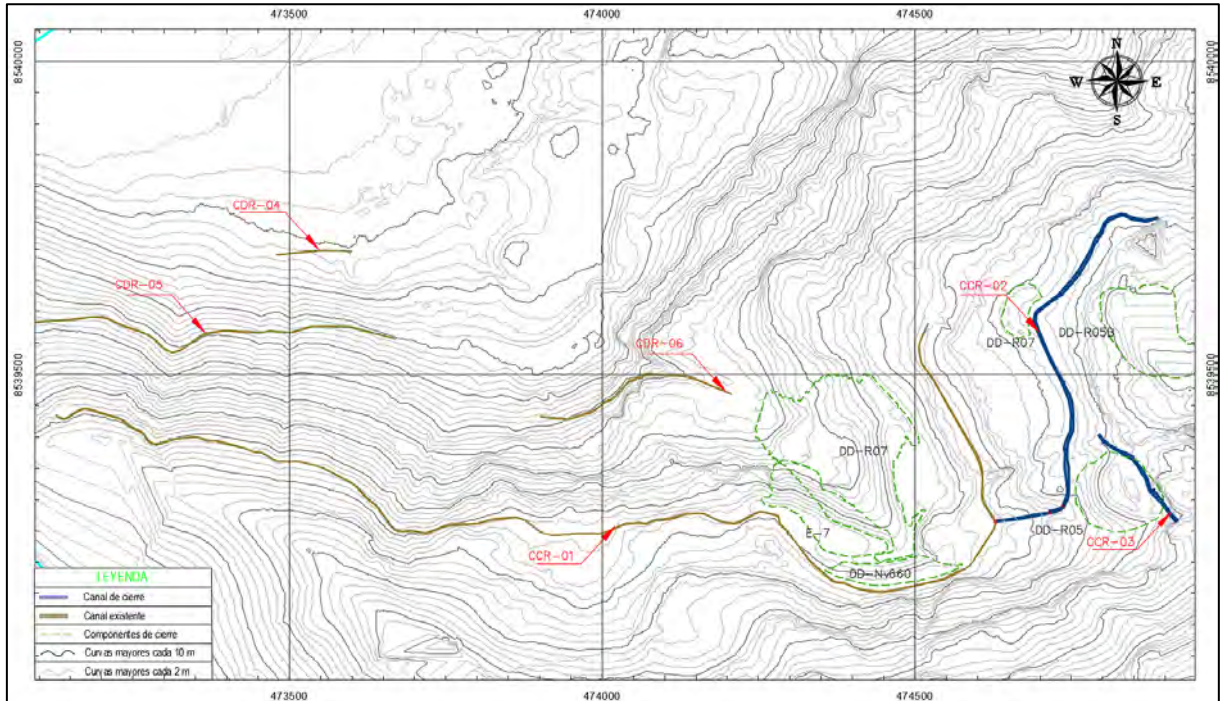 473500
474000
474500
8540000
8540000
N
W
E
S
CDR-04
CDR-05
CCR-02
DD-R07
DD-R05B
CDR-06
8539500
8539500
DD-R07
E-7
DD-R05
CCR-03
CCR-01
DD-Nv660
LEYENDA
Canal de cierre
Canal existente
Componentes de cierre
Curvas mayores cada 10 m
Curvas mayores cada 2 m
473500
474000
474500